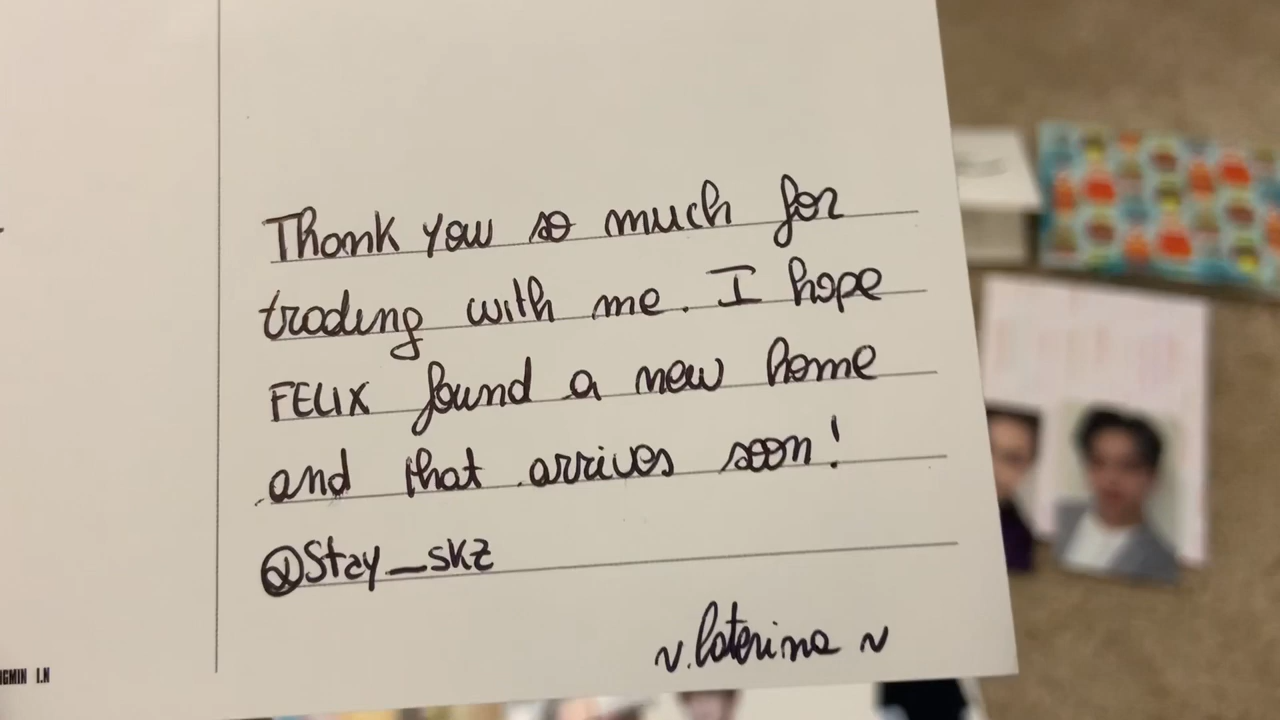 Thank you so much for
trading with me. I hope
FELIX found a new home
and that arrives soon!
@Stay_skz
~ Caterina ~
NGMIN I.N